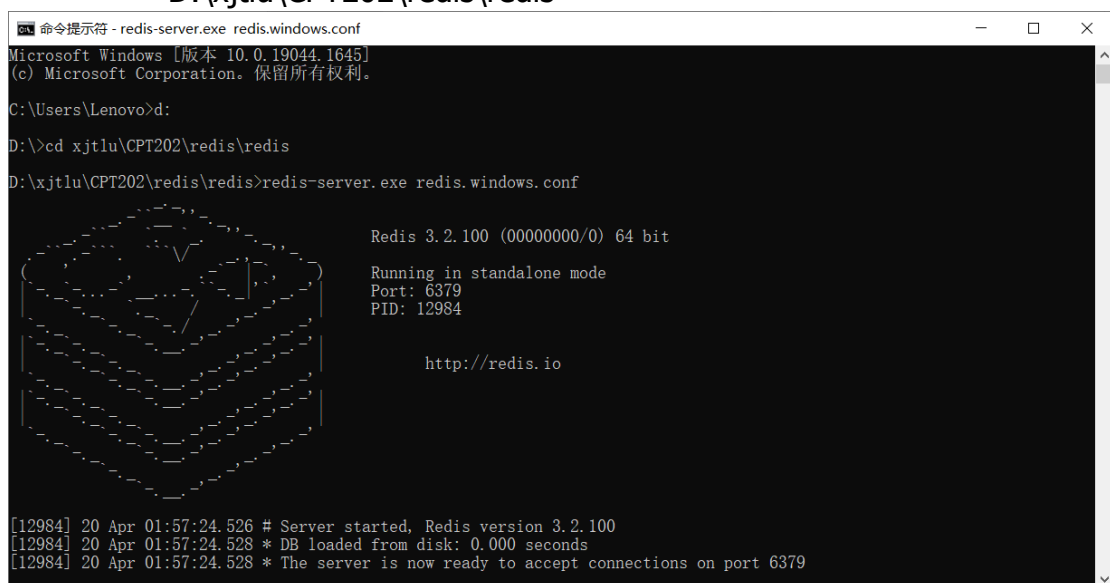 D:\xjtlu\CPT202\redis\redis
命令提示符 - redis-server.exe redis.windows.conf
Microsoft Windows [版本 10.0.19044.1645]
(c) Microsoft Corporation。保留所有权利。
C:\Users\Lenovo>d:
D:\>cd xjtlu\CPT202\redis\redis
D:\xjtlu\CPT202\redis\redis>redis-server.exe redis.windows.conf
Redis 3.2.100 (00000000/0) 64 bit
Running in standalone mode
Port: 6379
PID: 12984
http://redis.io
[12984] 20 Apr 01:57:24.526 # Server started, Redis version 3.2.100
[12984] 20 Apr 01:57:24.528 * DB loaded from disk: 0.000 seconds
[12984] 20 Apr 01:57:24.528 * The server is now ready to accept connections on port 6379